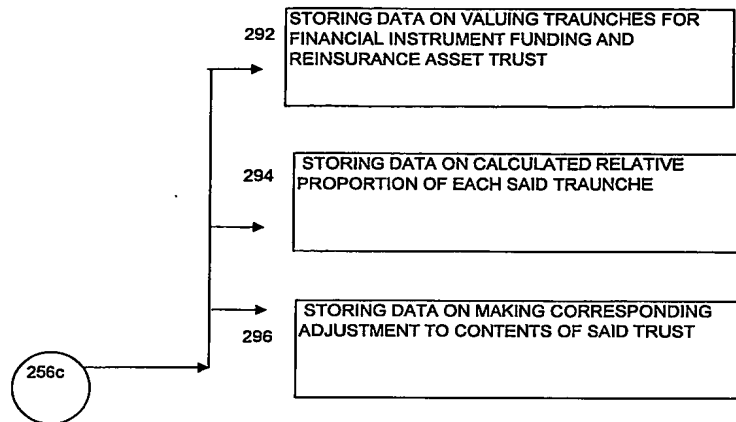 292
STORING DATA ON VALUING TRAUNCHES FOR
FINANCIAL INSTRUMENT FUNDING AND
REINSURANCE ASSET TRUST
294
STORING DATA ON CALCULATED RELATIVE
PROPORTION OF EACH SAID TRAUNCHE
296
STORING DATA ON MAKING CORRESPONDING
ADJUSTMENT TO CONTENTS OF SAID TRUST
256c